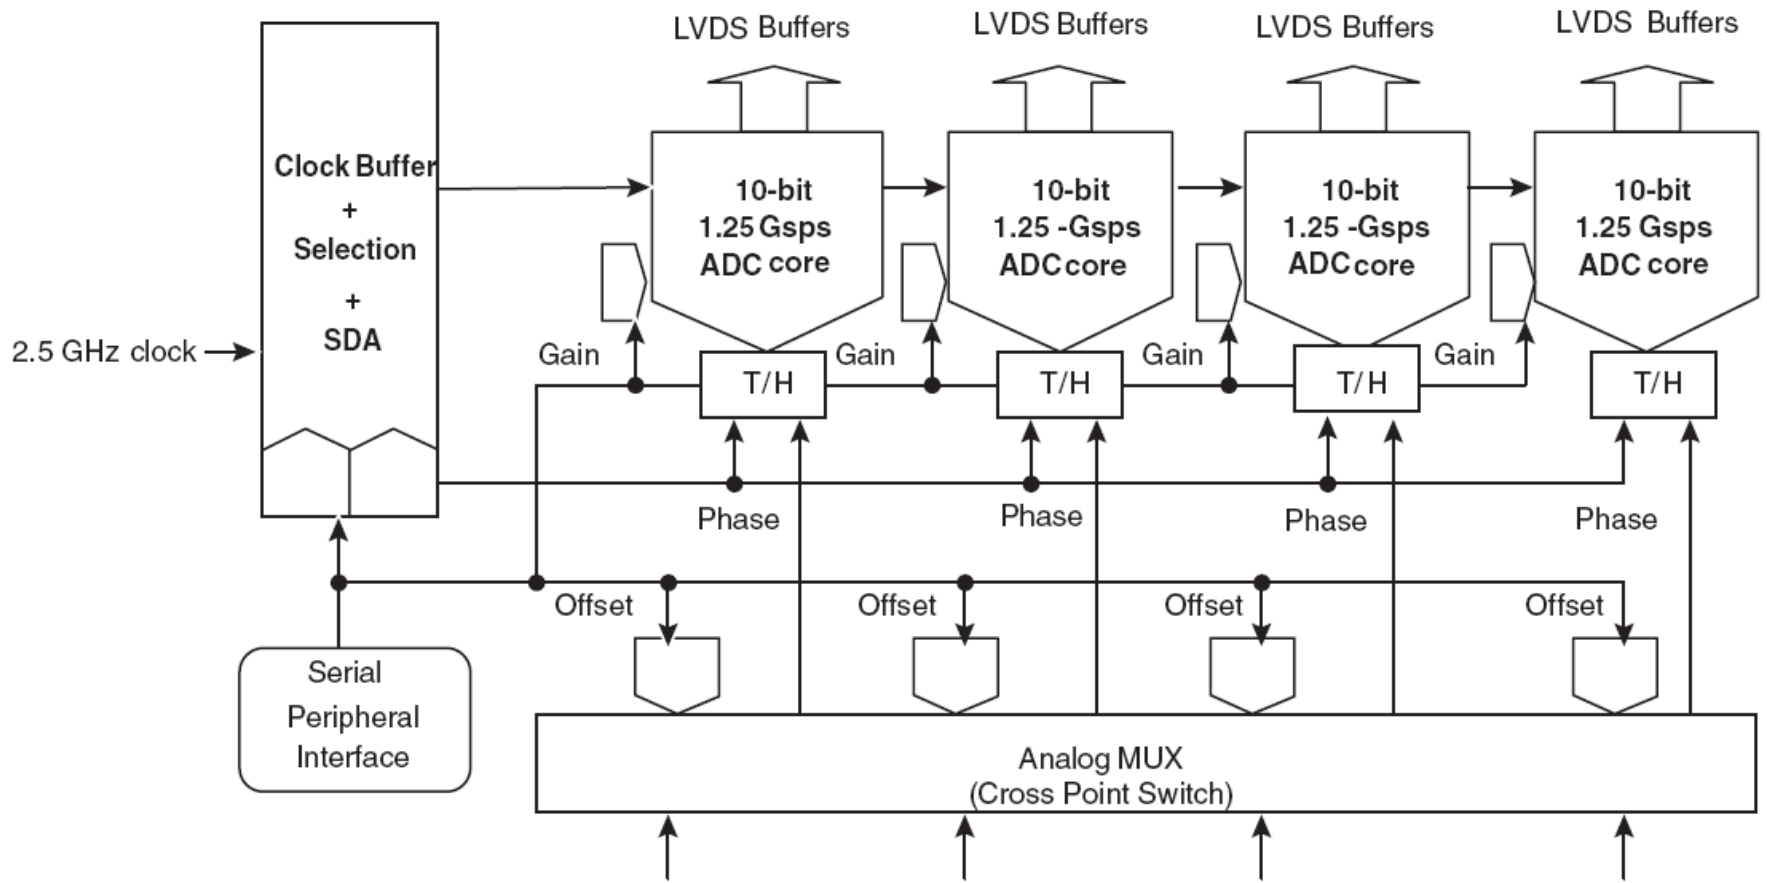 LVDS Buffers
LVDS Buffers
LVDS Buffers
LVDS Buffers
Clock Buffer
+
Selection
+
SDA
10-bit
1.25 Gsps
ADC core
10-bit
1.25 -Gsps
ADC core
10-bit
1.25 -Gsps
ADC core
10-bit
1.25 Gsps
ADC core
2.5 GHz clock
Gain
Gain
Gain
Gain
T/H
T/H
T/H
T/H
Phase
Phase
Phase
Phase
Offset
Offset
Offset
Offset
Serial
Peripheral
Interface
Analog MUX
(Cross Point Switch)